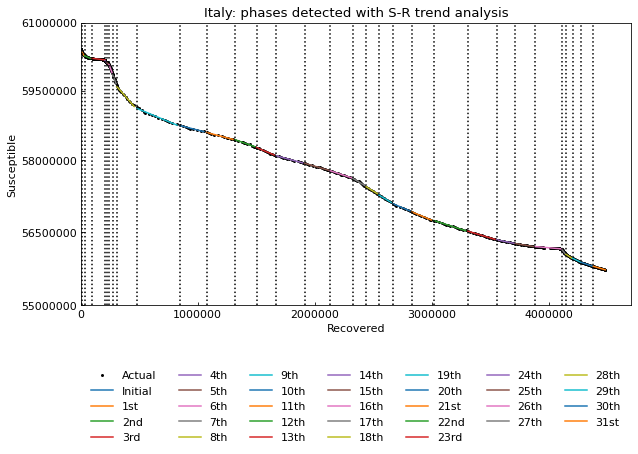 Italy: phases detected with S-R trend analysis
61000000
59500000
58000000
56500000
55000000
Susceptible
0 1000000 2000000 3000000 4000000
Recovered
Actual 4th 9th 14th 19th 24th 28th
Initial 5th 10th 15th 20th 25th 29th
1st 6th 11th 16th 21st 26th 30th
2nd 7th 12th 17th 22nd 27th 31st
3rd 8th 13th 18th 23rd